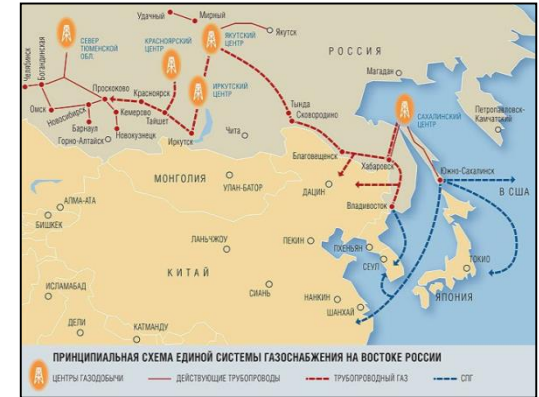 Удачный
Мирный
Якутск
СЕВЕР
ТЮМЕНСКОЙ
ОБЛ.
КРАСНОЯРСКИЙ
ЦЕНТР
ЯКУТСКИЙ
ЦЕНТР
РОССИЯ
Челябинск
Богандинская
Магадан
Проскоково
Красноярск
ИРКУТСКИЙ
ЦЕНТР
САХАЛИНСКИЙ
ЦЕНТР
Петропавловск-
Камчатский
Омск
Новосибирск
Кемерово
Тайшет
Тында
Сковородино
Барнаул
Новокузнецк
Горно-Алтайск
Иркутск
Чита
Благовещенск
Хабаровск
Южно-Сахалинск
МОНГОЛИЯ
УЛАН-БАТОР
ДАЦИН
В США
АЛМА-АТА
БИШКЕК
Владивосток
ЛАНЬЧЖОУ
ПЕКИН
ПХЕНЬЯН
СЕУЛ
ТОКИО
КИТАЙ
ИСЛАМАБАД
СИАНЬ
НАНКИН
ШАНХАЙ
ЯПОНИЯ
ДЕЛИ
КАТМАНДУ
ПРИНЦИПИАЛЬНАЯ СХЕМА ЕДИНОЙ СИСТЕМЫ ГАЗОСНАБЖЕНИЯ НА ВОСТОКЕ РОССИИ
ЦЕНТРЫ ГАЗОДОБЫЧИ
ДЕЙСТВУЮЩИЕ ТРУБОПРОВОДЫ
ТРУБОПРОВОДНЫЙ ГАЗ
СПГ